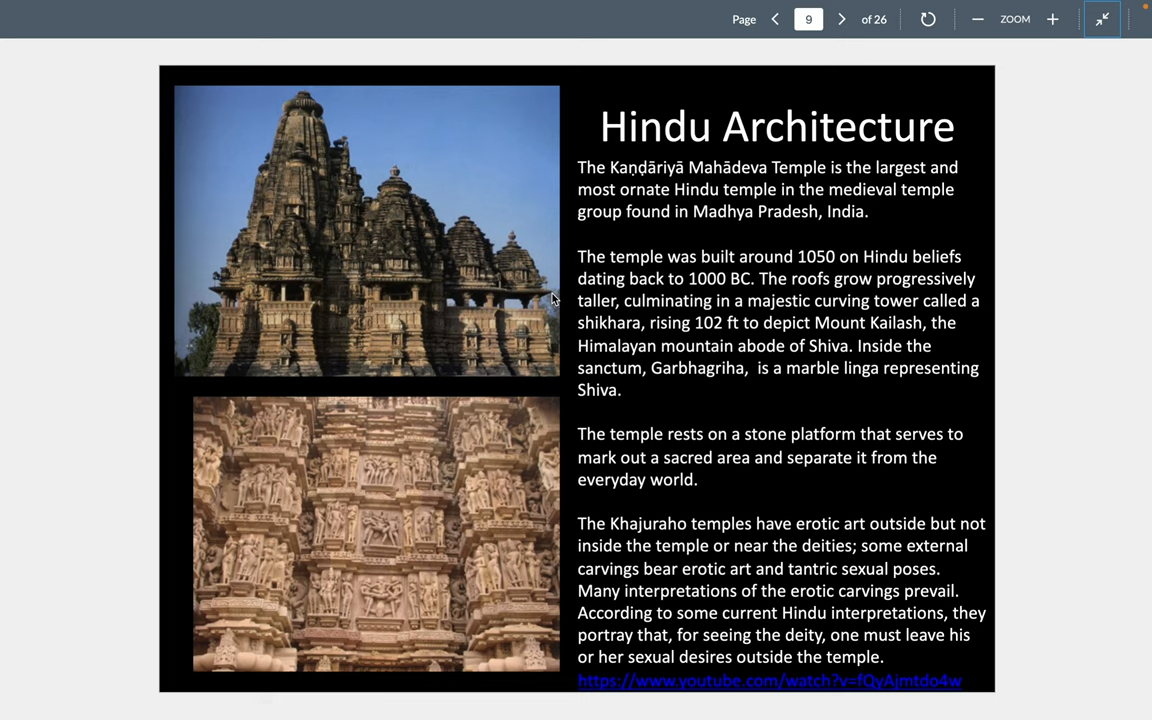 Page 9 of 26 ZOOM
Hindu Architecture
The Kaṇḍāriyā Mahādeva Temple is the largest and
most ornate Hindu temple in the medieval temple
group found in Madhya Pradesh, India.
The temple was built around 1050 on Hindu beliefs
dating back to 1000 BC. The roofs grow progressively
taller, culminating in a majestic curving tower called a
shikhara, rising 102 ft to depict Mount Kailash, the
Himalayan mountain abode of Shiva. Inside the
sanctum, Garbhagriha,  is a marble linga representing
Shiva.
The temple rests on a stone platform that serves to
mark out a sacred area and separate it from the
everyday world.
The Khajuraho temples have erotic art outside but not
inside the temple or near the deities; some external
carvings bear erotic art and tantric sexual poses.
Many interpretations of the erotic carvings prevail.
According to some current Hindu interpretations, they
portray that, for seeing the deity, one must leave his
or her sexual desires outside the temple.
https://www.youtube.com/watch?v=fQyAjmtdo4w